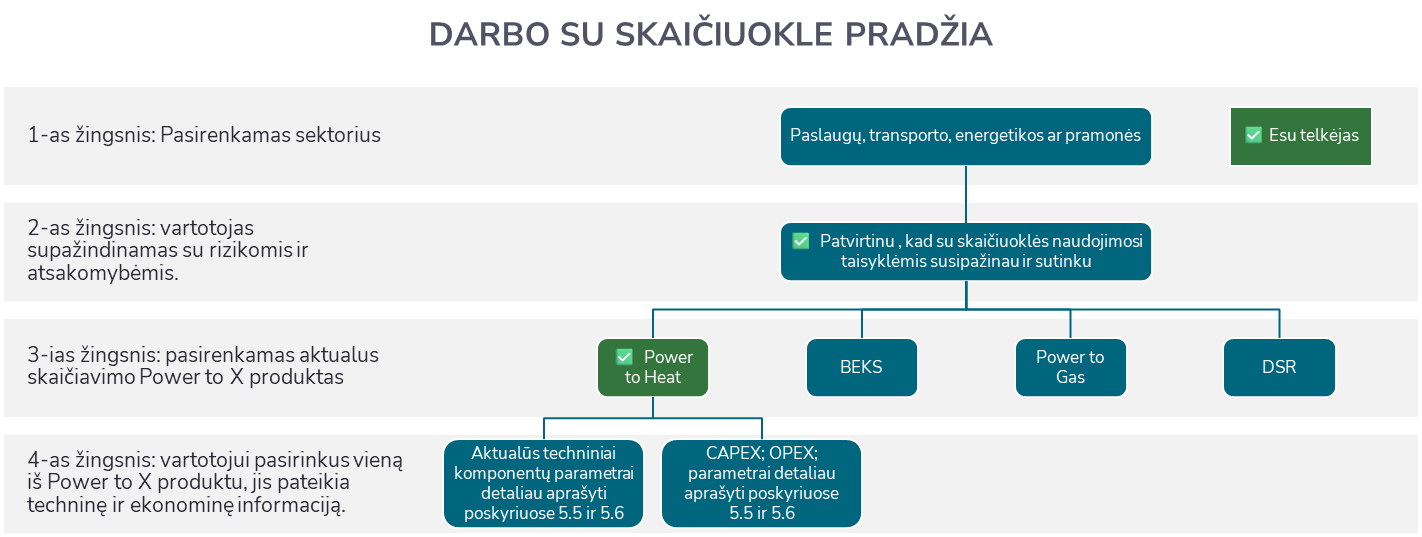 DARBO SU SKAIČIUOKLE PRADŽIA
1-as žingsnis: Pasirenkamas sektorius
Paslaugų, transporto, energetikos ar pramonės
✅ Esu telkėjas
2-as žingsnis: vartotojas
supažindinamas su rizikomis ir
atsakomybėmis.
✅ Patvirtinu , kad su skaičiuoklės naudojimosi
taisyklėmis susipažinau ir sutinku
3-ias žingsnis: pasirenkamas aktualus
skaičiavimo Power to X produktas
✅ Power
to Heat
BEKS
Power to
Gas
DSR
4-as žingsnis: vartotojui pasirinkus vieną
iš Power to X produktu, jis pateikia
techninę ir ekonominę informaciją.
Aktualūs techniniai
komponentų parametrai
detaliau aprašyti
poskyriuose 5.5 ir 5.6
CAPEX; OPEX;
parametrai detaliau
aprašyti poskyriuose
5.5 ir 5.6